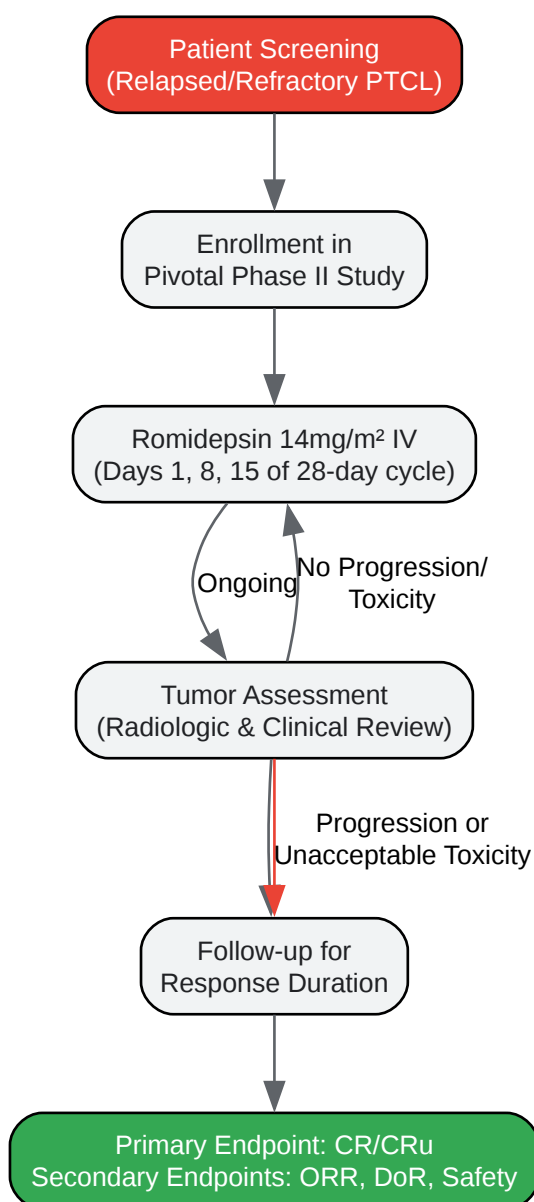 Patient Screening
(Relapsed/Refractory PTCL)
Enrollment in
Pivotal Phase II Study
Romidepsin 14mg/m² IV
(Days 1, 8, 15 of 28-day cycle)
Ongoing
No Progression/
Toxicity
Tumor Assessment
(Radiologic & Clinical Review)
Progression or
Unacceptable Toxicity
Follow-up for
Response Duration
Primary Endpoint: CR/CRu
Secondary Endpoints: ORR, DoR, Safety